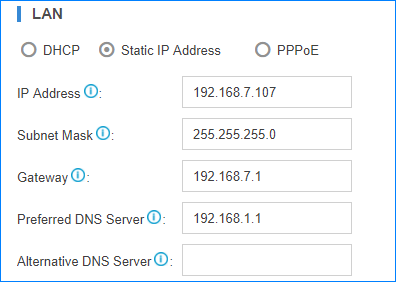 LAN
DHCP Static IP Address PPPoE
IP Address i: 192.168.7.107
Subnet Mask i: 255.255.255.0
Gateway i: 192.168.7.1
Preferred DNS Server i: 192.168.1.1
Alternative DNS Server i: